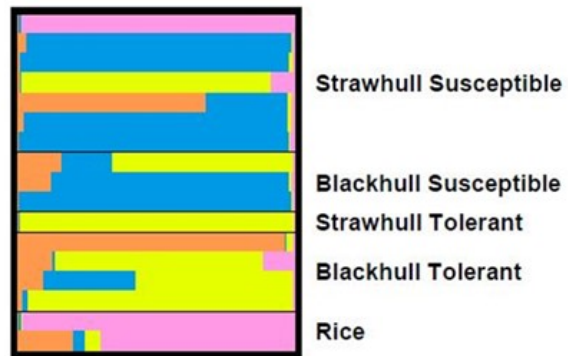 Strawhull Susceptible
Blackhull Susceptible
Strawhull Tolerant
Blackhull Tolerant
Rice